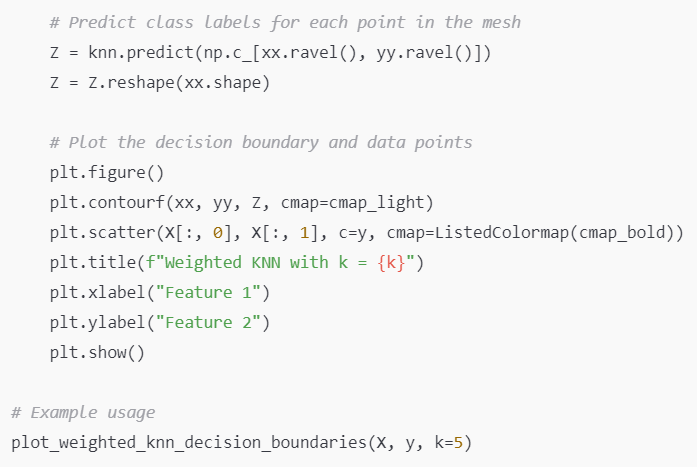 # Predict class labels for each point in the mesh
Z = knn.predict(np.c_[xx.ravel(), yy.ravel()])
Z = Z.reshape(xx.shape)
# Plot the decision boundary and data points
plt.figure()
plt.contourf(xx, yy, Z, cmap=cmap_light)
plt.scatter(X[:, 0], X[:, 1], c=y, cmap=ListedColormap(cmap_bold))
plt.title(f"Weighted KNN with k = {k}")
plt.xlabel("Feature 1")
plt.ylabel("Feature 2")
plt.show()
# Example usage
plot_weighted_knn_decision_boundaries(X, y, k=5)